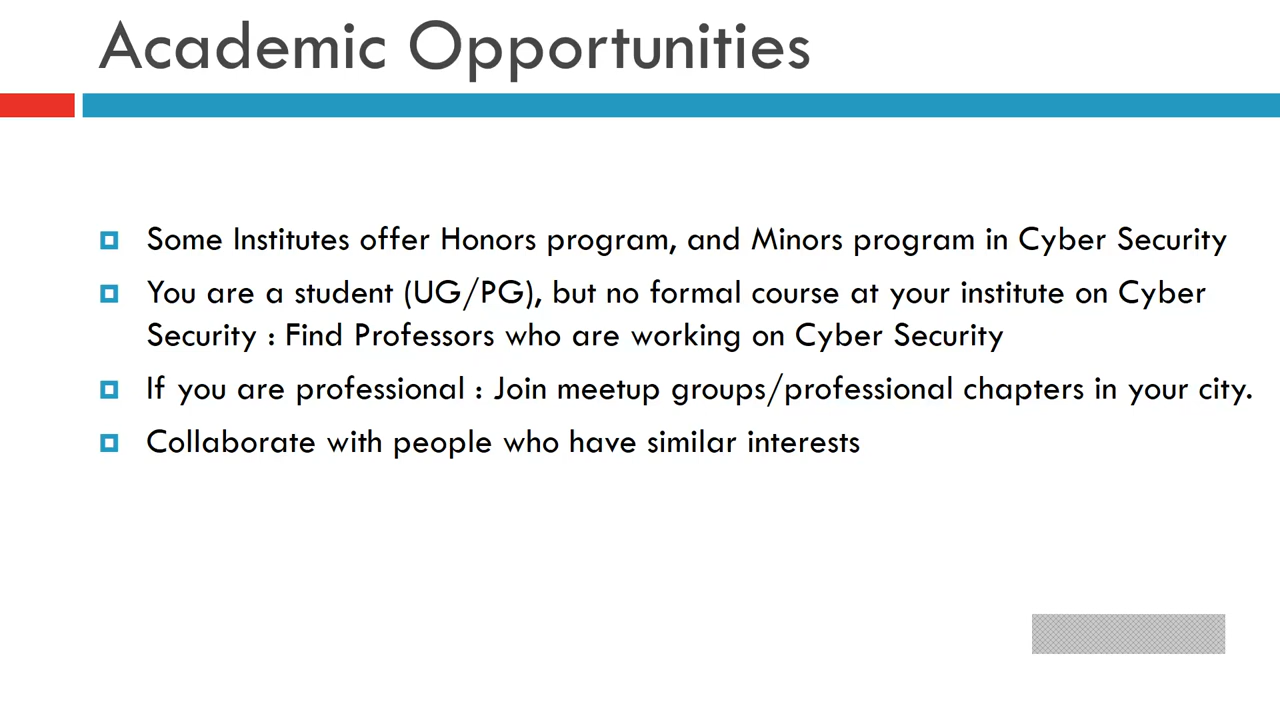 Academic Opportunities
Some Institutes offer Honors program, and Minors program in Cyber Security
You are a student (UG/PG), but no formal course at your institute on Cyber
Security : Find Professors who are working on Cyber Security
If you are professional : Join meetup groups/professional chapters in your city.
Collaborate with people who have similar interests